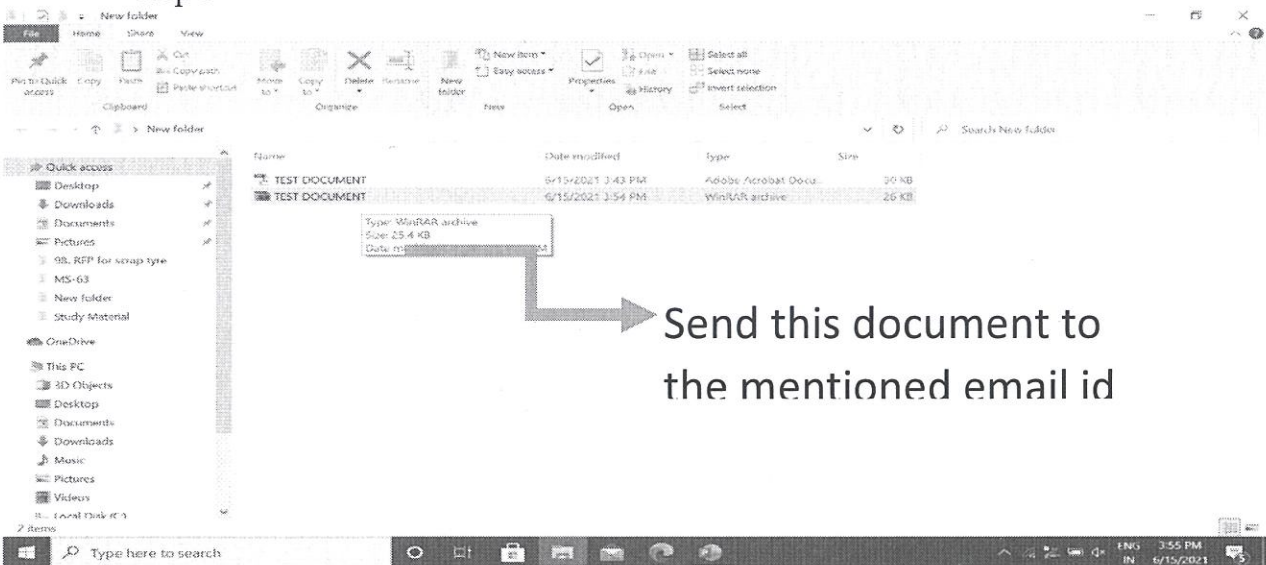 New folder
File Home Share View
Pin to Quick access
Copy
Paste
Cut
Copy path
Paste shortcut
Clipboard
Move to
Copy to
Delete
Rename
Organize
New folder
New item
Easy access
New
Properties
Open
History
Open
Select all
Select none
Invert selection
Select
> New folder
Search New folder
Name Date modified Type Size
TEST DOCUMENT 6/15/2021 3:43 PM Adobe Acrobat Docu... 30 KB
TEST DOCUMENT 6/15/2021 3:54 PM WinRAR archive 26 KB
Type: WinRAR archive
Size: 25.4 KB
Quick access
Desktop
Downloads
Documents
Pictures
98. RFP for scrap tyre
MS-63
New folder
Study Material
OneDrive
This PC
3D Objects
Desktop
Documents
Downloads
Music
Pictures
Videos
Local Disk (C:)
2 items
Send this document to
the mentioned email id
Type here to search
ENG
IN
3:55 PM
6/15/2021
5